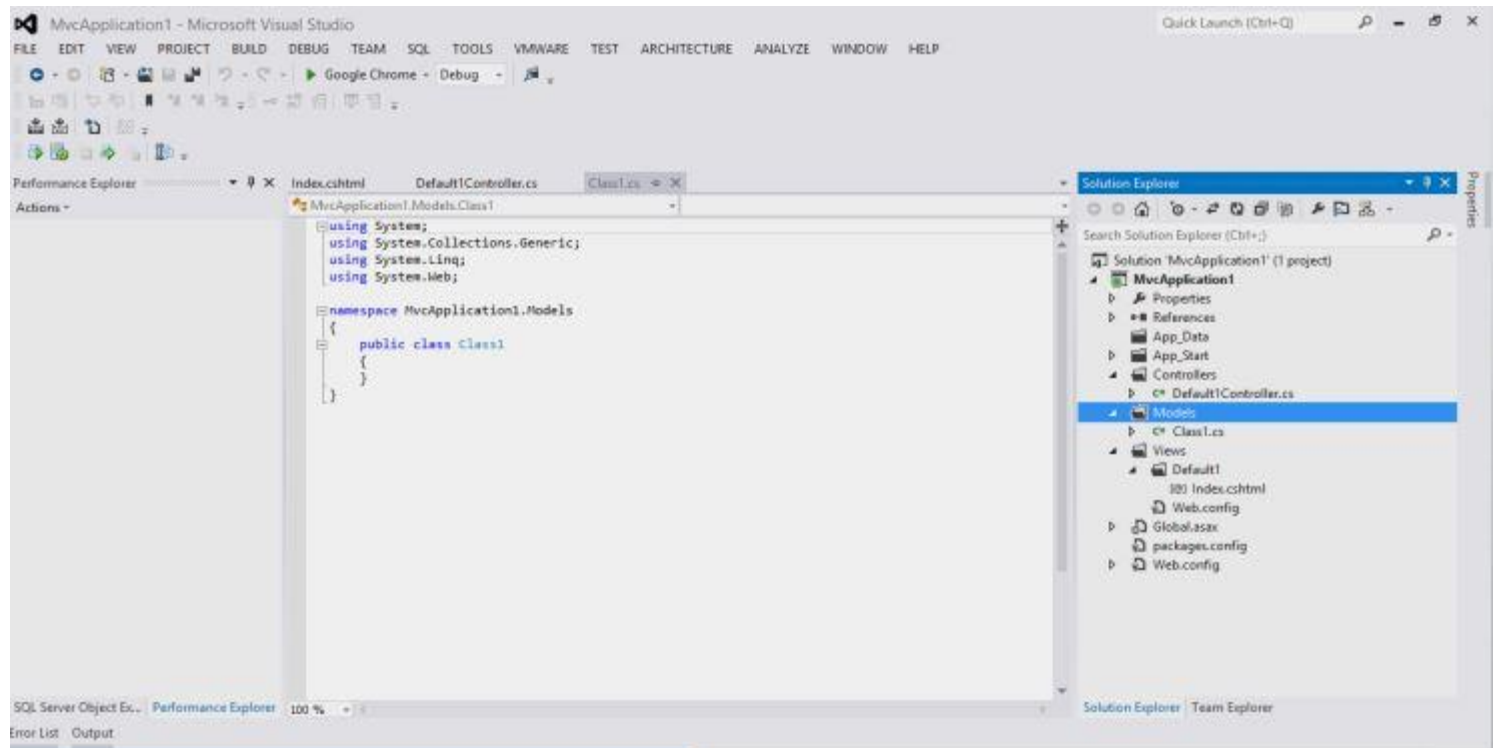 MvcApplication1 - Microsoft Visual Studio
Quick Launch (Ctrl+Q)
FILE EDIT VIEW PROJECT BUILD DEBUG TEAM SQL TOOLS VMWARE TEST ARCHITECTURE ANALYZE WINDOW HELP
Google Chrome Debug
Performance Explorer
Actions
Index.cshtml Default1Controller.cs Class1.cs
MvcApplication1.Models.Class1
using System;
using System.Collections.Generic;
using System.Linq;
using System.Web;
namespace MvcApplication1.Models
{
public class Class1
{
}
}
Solution Explorer
Search Solution Explorer (Ctrl+;)
Solution 'MvcApplication1' (1 project)
MvcApplication1
Properties
References
App_Data
App_Start
Controllers
C# Default1Controller.cs
Models
C# Class1.cs
Views
Default1
Index.cshtml
Web.config
Global.asax
packages.config
Web.config
Properties
SQL Server Object Ex... Performance Explorer
100 %
Solution Explorer Team Explorer
Error List Output